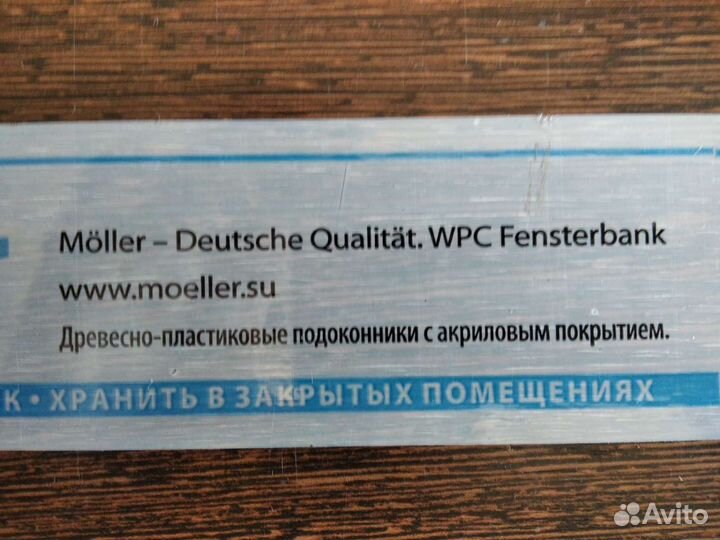 Möller – Deutsche Qualität. WPC Fensterbank
www.moeller.su
Древесно-пластиковые подоконники с акриловым покрытием.
К • ХРАНИТЬ В ЗАКРЫТЫХ ПОМЕЩЕНИЯХ
Avito